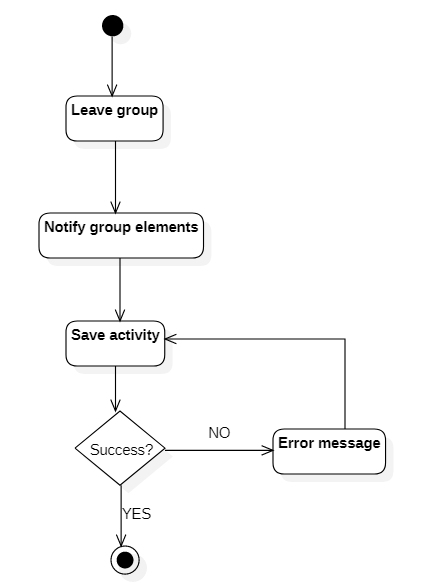 Leave group
Notify group elements
Save activity
Success?
NO
Error message
YES